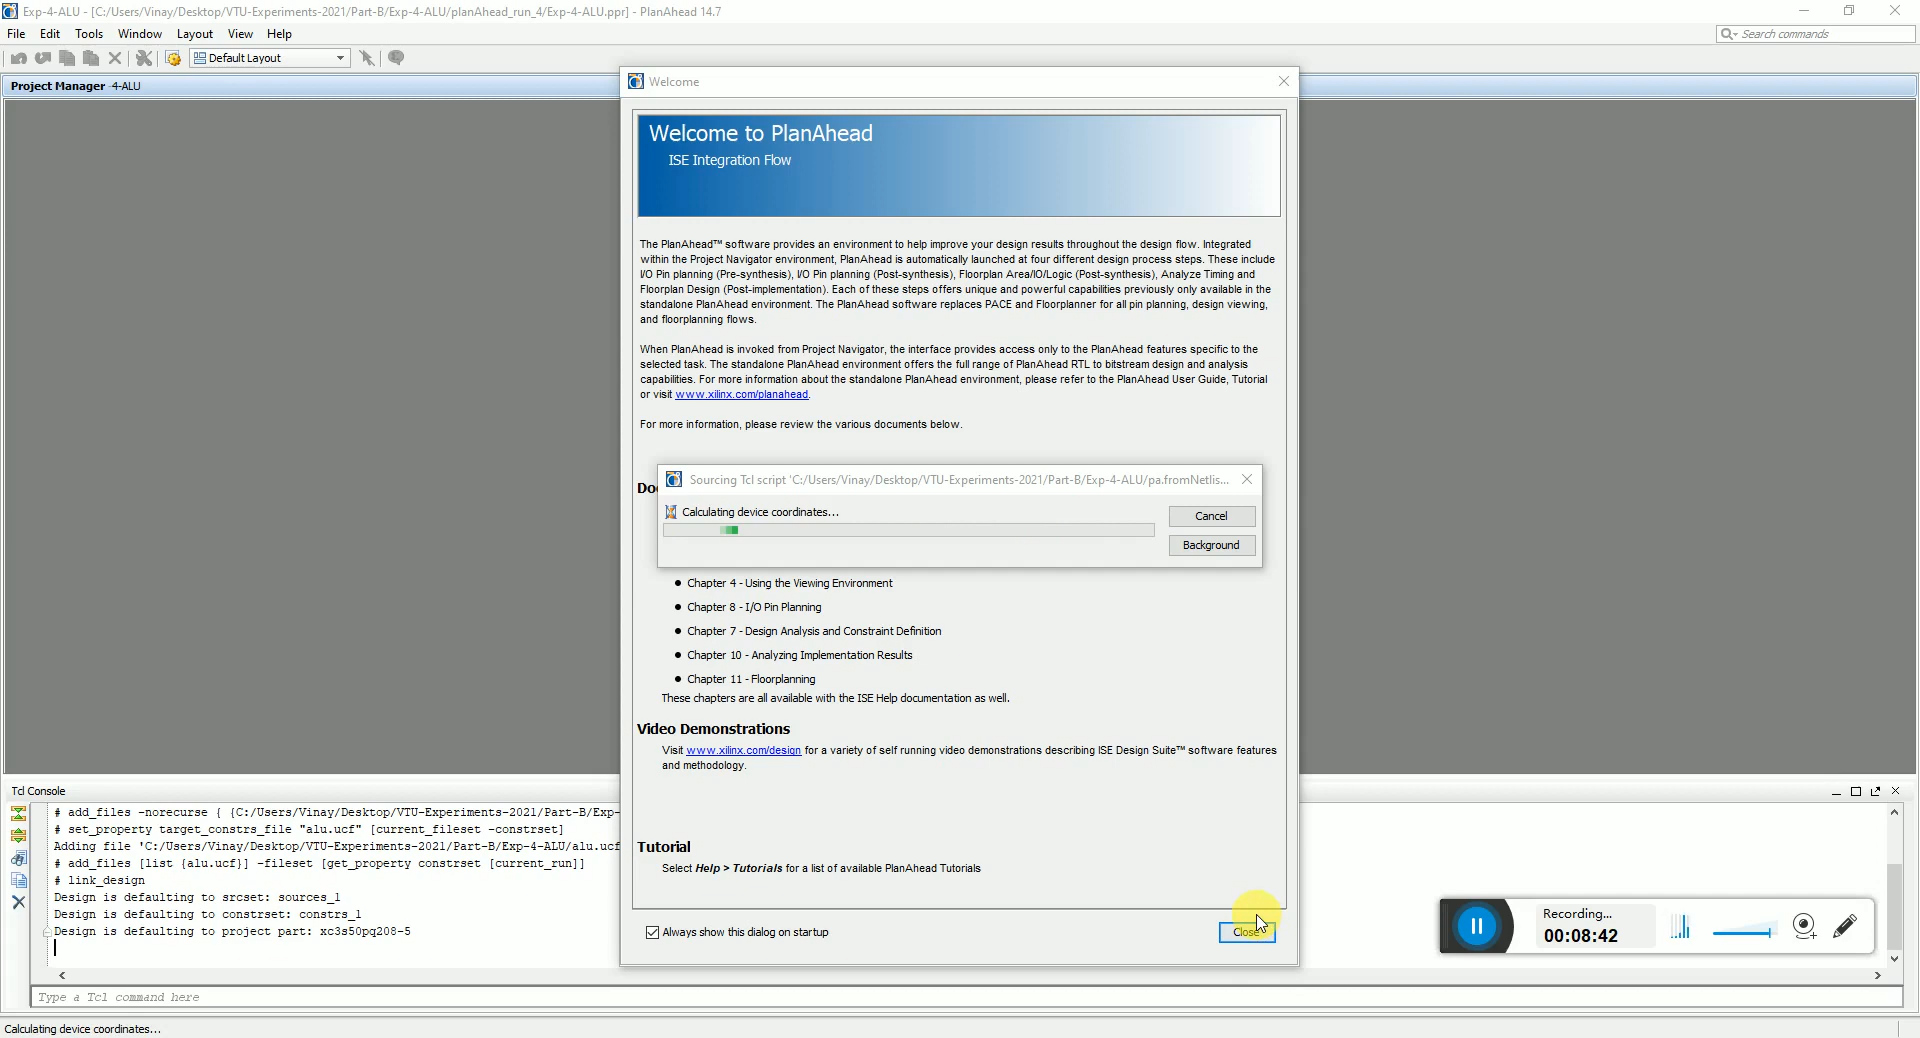 Exp-4-ALU - [C:/Users/Vinay/Desktop/VTU-Experiments-2021/Part-B/Exp-4-ALU/planAhead_run_4/Exp-4-ALU.ppr] - PlanAhead 14.7
File Edit Tools Window Layout View Help
Search commands
Default Layout
Project Manager -4-ALU
Welcome
Welcome to PlanAhead
ISE Integration Flow
The PlanAhead™ software provides an environment to help improve your design results throughout the design flow. Integrated
within the Project Navigator environment, PlanAhead is automatically launched at four different design process steps. These include
I/O Pin planning (Pre-synthesis), I/O Pin planning (Post-synthesis), Floorplan Area/IO/Logic (Post-synthesis), Analyze Timing and
Floorplan Design (Post-implementation). Each of these steps offers unique and powerful capabilities previously only available in the
standalone PlanAhead environment. The PlanAhead software replaces PACE and Floorplanner for all pin planning, design viewing,
and floorplanning flows.
When PlanAhead is invoked from Project Navigator, the interface provides access only to the PlanAhead features specific to the
selected task. The standalone PlanAhead environment offers the full range of PlanAhead RTL to bitstream design and analysis
capabilities. For more information about the standalone PlanAhead environment, please refer to the PlanAhead User Guide, Tutorial
or visit www.xilinx.com/planahead.
For more information, please review the various documents below.
Do
Sourcing Tcl script 'C:/Users/Vinay/Desktop/VTU-Experiments-2021/Part-B/Exp-4-ALU/pa.fromNetlis...
Calculating device coordinates...
Cancel
Background
• Chapter 4 - Using the Viewing Environment
• Chapter 8 - I/O Pin Planning
• Chapter 7 - Design Analysis and Constraint Definition
• Chapter 10 - Analyzing Implementation Results
• Chapter 11 - Floorplanning
These chapters are all available with the ISE Help documentation as well.
Video Demonstrations
Visit www.xilinx.com/design for a variety of self running video demonstrations describing ISE Design Suite™ software features
and methodology.
Tutorial
Select Help > Tutorials for a list of available PlanAhead Tutorials
Always show this dialog on startup
Close
Tcl Console
# add_files -norecurse { {C:/Users/Vinay/Desktop/VTU-Experiments-2021/Part-B/Exp-
# set_property target_constrs_file "alu.ucf" [current_fileset -constrset]
Adding file 'C:/Users/Vinay/Desktop/VTU-Experiments-2021/Part-B/Exp-4-ALU/alu.ucf
# add_files [list {alu.ucf}] -fileset [get_property constrset [current_run]]
# link_design
Design is defaulting to srcset: sources_1
Design is defaulting to constrset: constrs_1
Design is defaulting to project part: xc3s50pq208-5
Recording...
00:08:42
Type a Tcl command here
Calculating device coordinates...